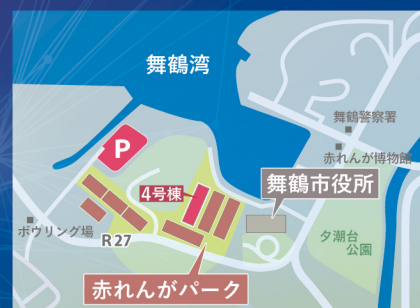 舞鶴湾
舞鶴警察署
P
赤れんが博物館
4号棟
舞鶴市役所
ボウリング場
R27
夕潮台
公園
赤れんがパーク